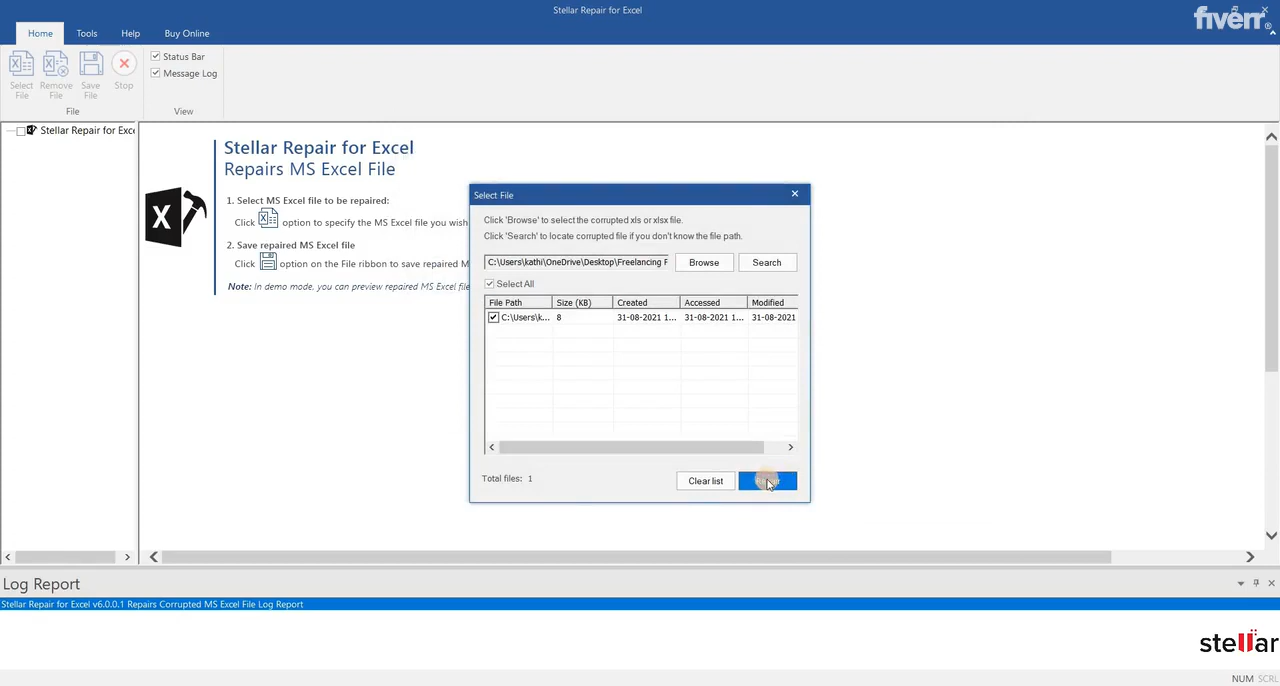 Stellar Repair for Excel
fiverr®
Home Tools Help Buy Online
Select File
Remove File
Save File
Stop
Status Bar
Message Log
File
View
Stellar Repair for Exce
Stellar Repair for Excel
Repairs MS Excel File
1. Select MS Excel file to be repaired:
Click option to specify the MS Excel file you wish
2. Save repaired MS Excel file
Click option on the File ribbon to save repaired M
Note: In demo mode, you can preview repaired MS Excel file
Select File
Click 'Browse' to select the corrupted xls or xlsx file.
Click 'Search' to locate corrupted file if you don't know the file path.
C:\Users\kathi\OneDrive\Desktop\Freelancing F
Browse
Search
Select All
File Path Size (KB) Created Accessed Modified
C:\Users\k... 8 31-08-2021 1... 31-08-2021 1... 31-08-2021
Total files: 1
Clear list
Log Report
Stellar Repair for Excel v6.0.0.1 Repairs Corrupted MS Excel File Log Report
stellar
NUM SCRL